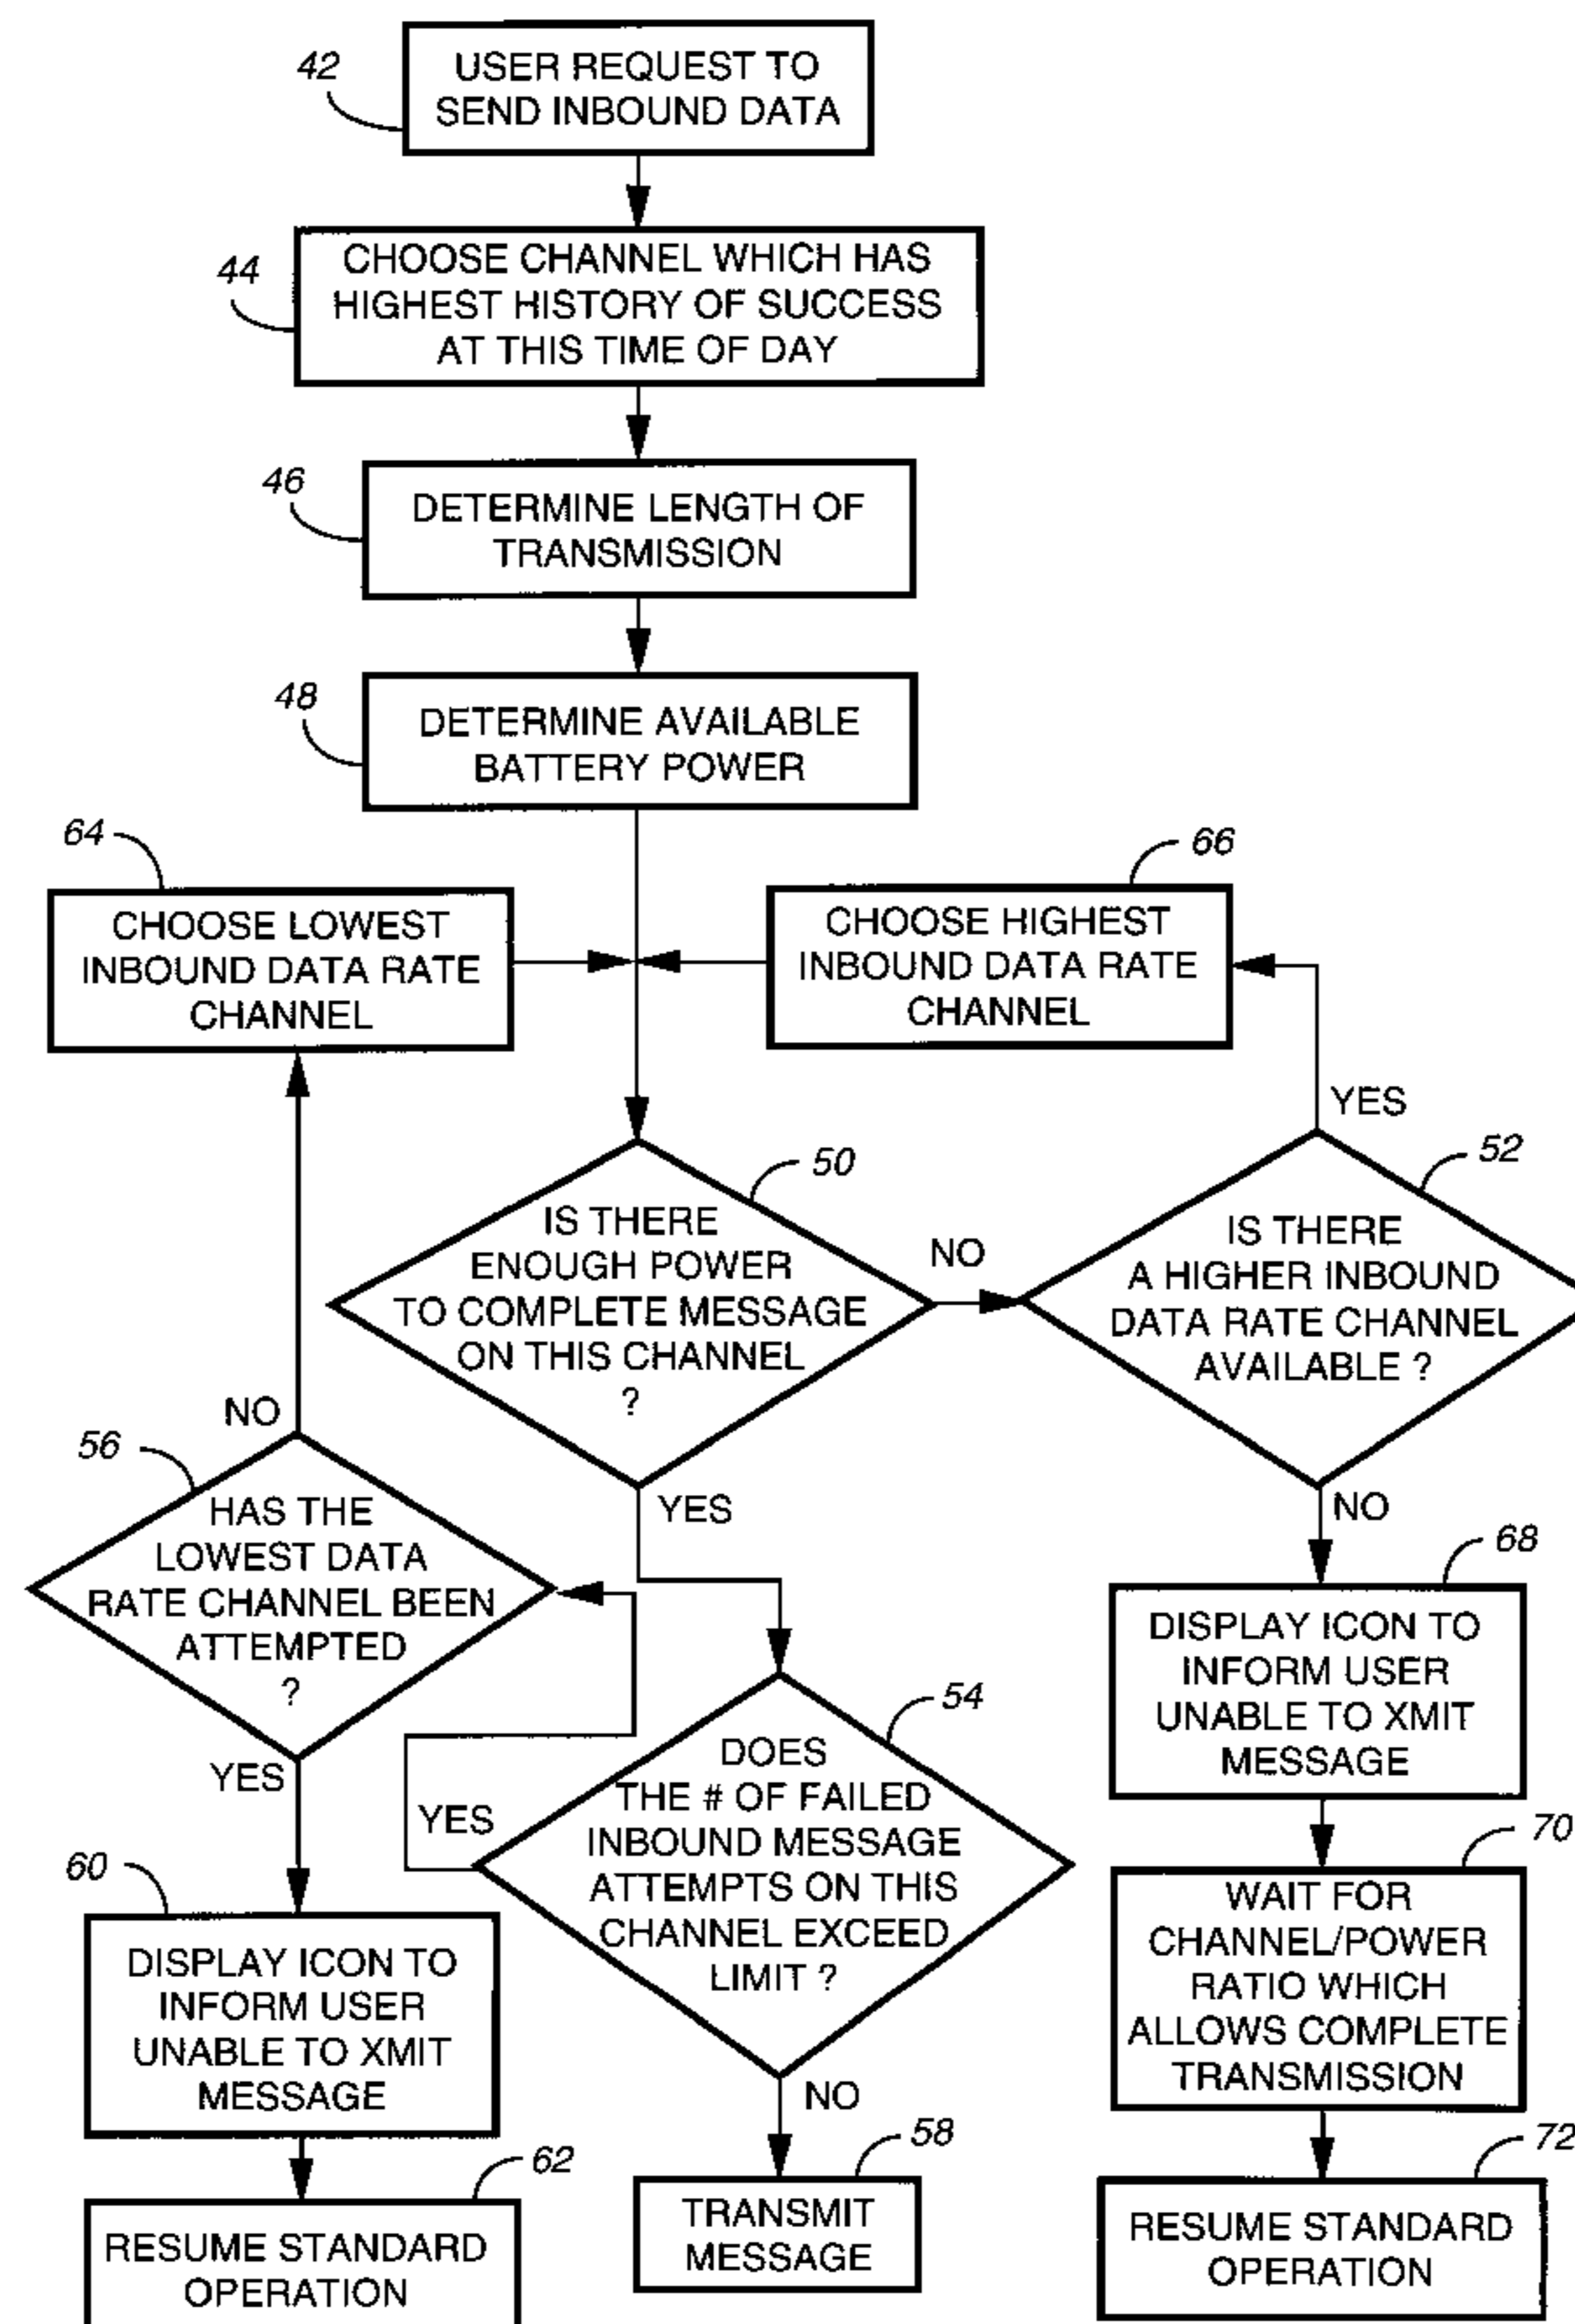 42
USER REQUEST TO
SEND INBOUND DATA
44
CHOOSE CHANNEL WHICH HAS
HIGHEST HISTORY OF SUCCESS
AT THIS TIME OF DAY
46
DETERMINE LENGTH OF
TRANSMISSION
48
DETERMINE AVAILABLE
BATTERY POWER
64
CHOOSE LOWEST
INBOUND DATA RATE
CHANNEL
66
CHOOSE HIGHEST
INBOUND DATA RATE
CHANNEL
YES
50
IS THERE
ENOUGH POWER
TO COMPLETE MESSAGE
ON THIS CHANNEL
?
NO
52
IS THERE
A HIGHER INBOUND
DATA RATE CHANNEL
AVAILABLE ?
NO
56
HAS THE
LOWEST DATA
RATE CHANNEL BEEN
ATTEMPTED
?
YES
NO
68
DISPLAY ICON TO
INFORM USER
UNABLE TO XMIT
MESSAGE
YES
54
DOES
THE # OF FAILED
INBOUND MESSAGE
ATTEMPTS ON THIS
CHANNEL EXCEED
LIMIT ?
YES
60
DISPLAY ICON TO
INFORM USER
UNABLE TO XMIT
MESSAGE
70
WAIT FOR
CHANNEL/POWER
RATIO WHICH
ALLOWS COMPLETE
TRANSMISSION
NO
62
RESUME STANDARD
OPERATION
58
TRANSMIT
MESSAGE
72
RESUME STANDARD
OPERATION